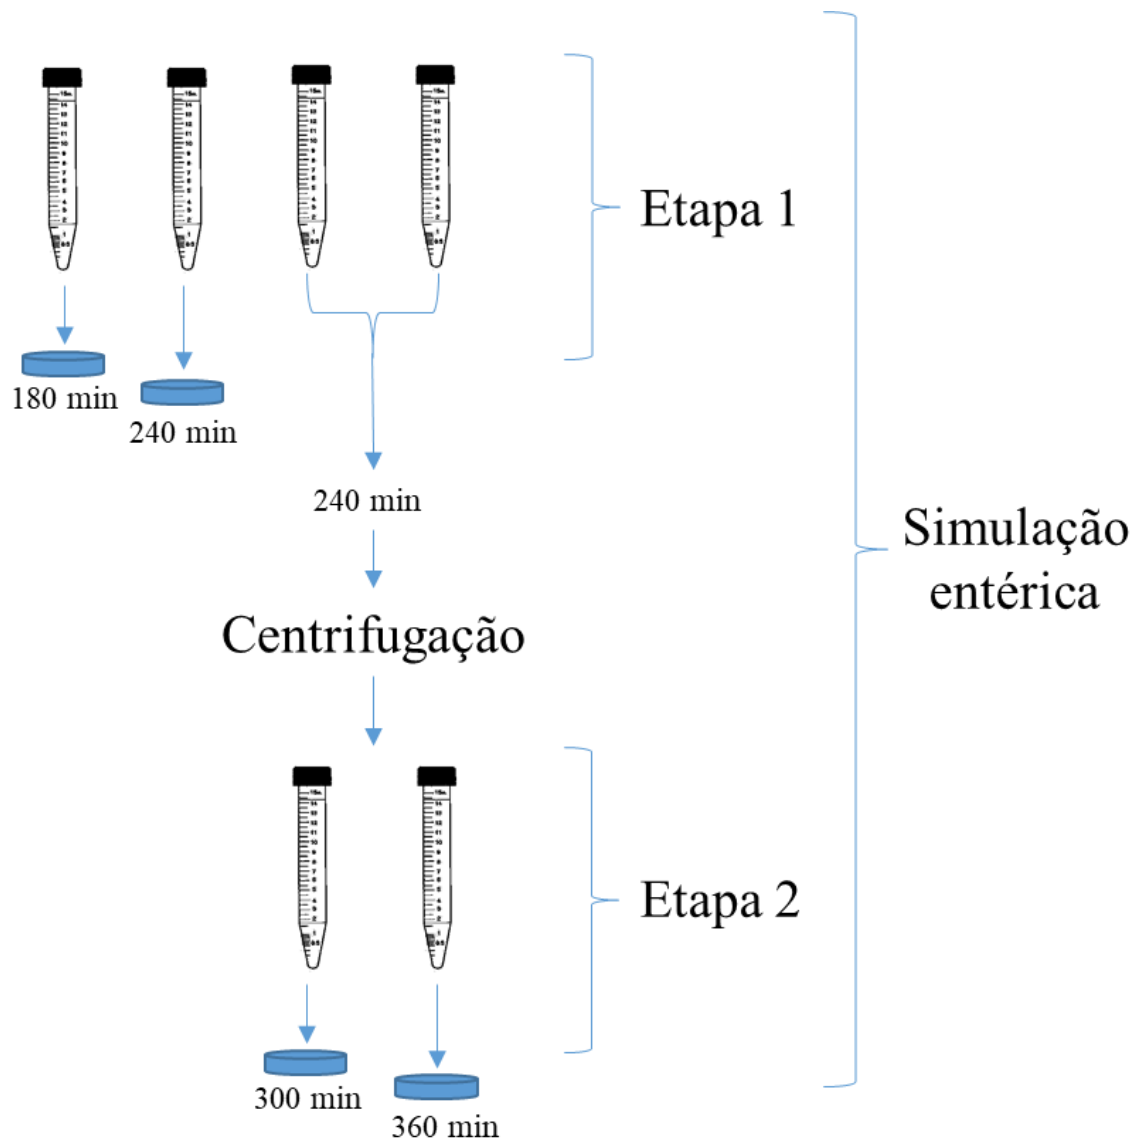 Etapa 1
180 min
240 min
240 min
Centrifugação
Simulação
entérica
Etapa 2
300 min
360 min